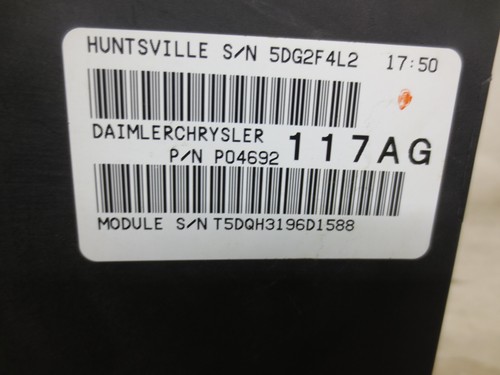 HUNTSVILLE S/N 5DG2F4L2 17:50
DAIMLERCHRYSLER
P/N P04692 117AG
MODULE S/N T5DQH3196D1588